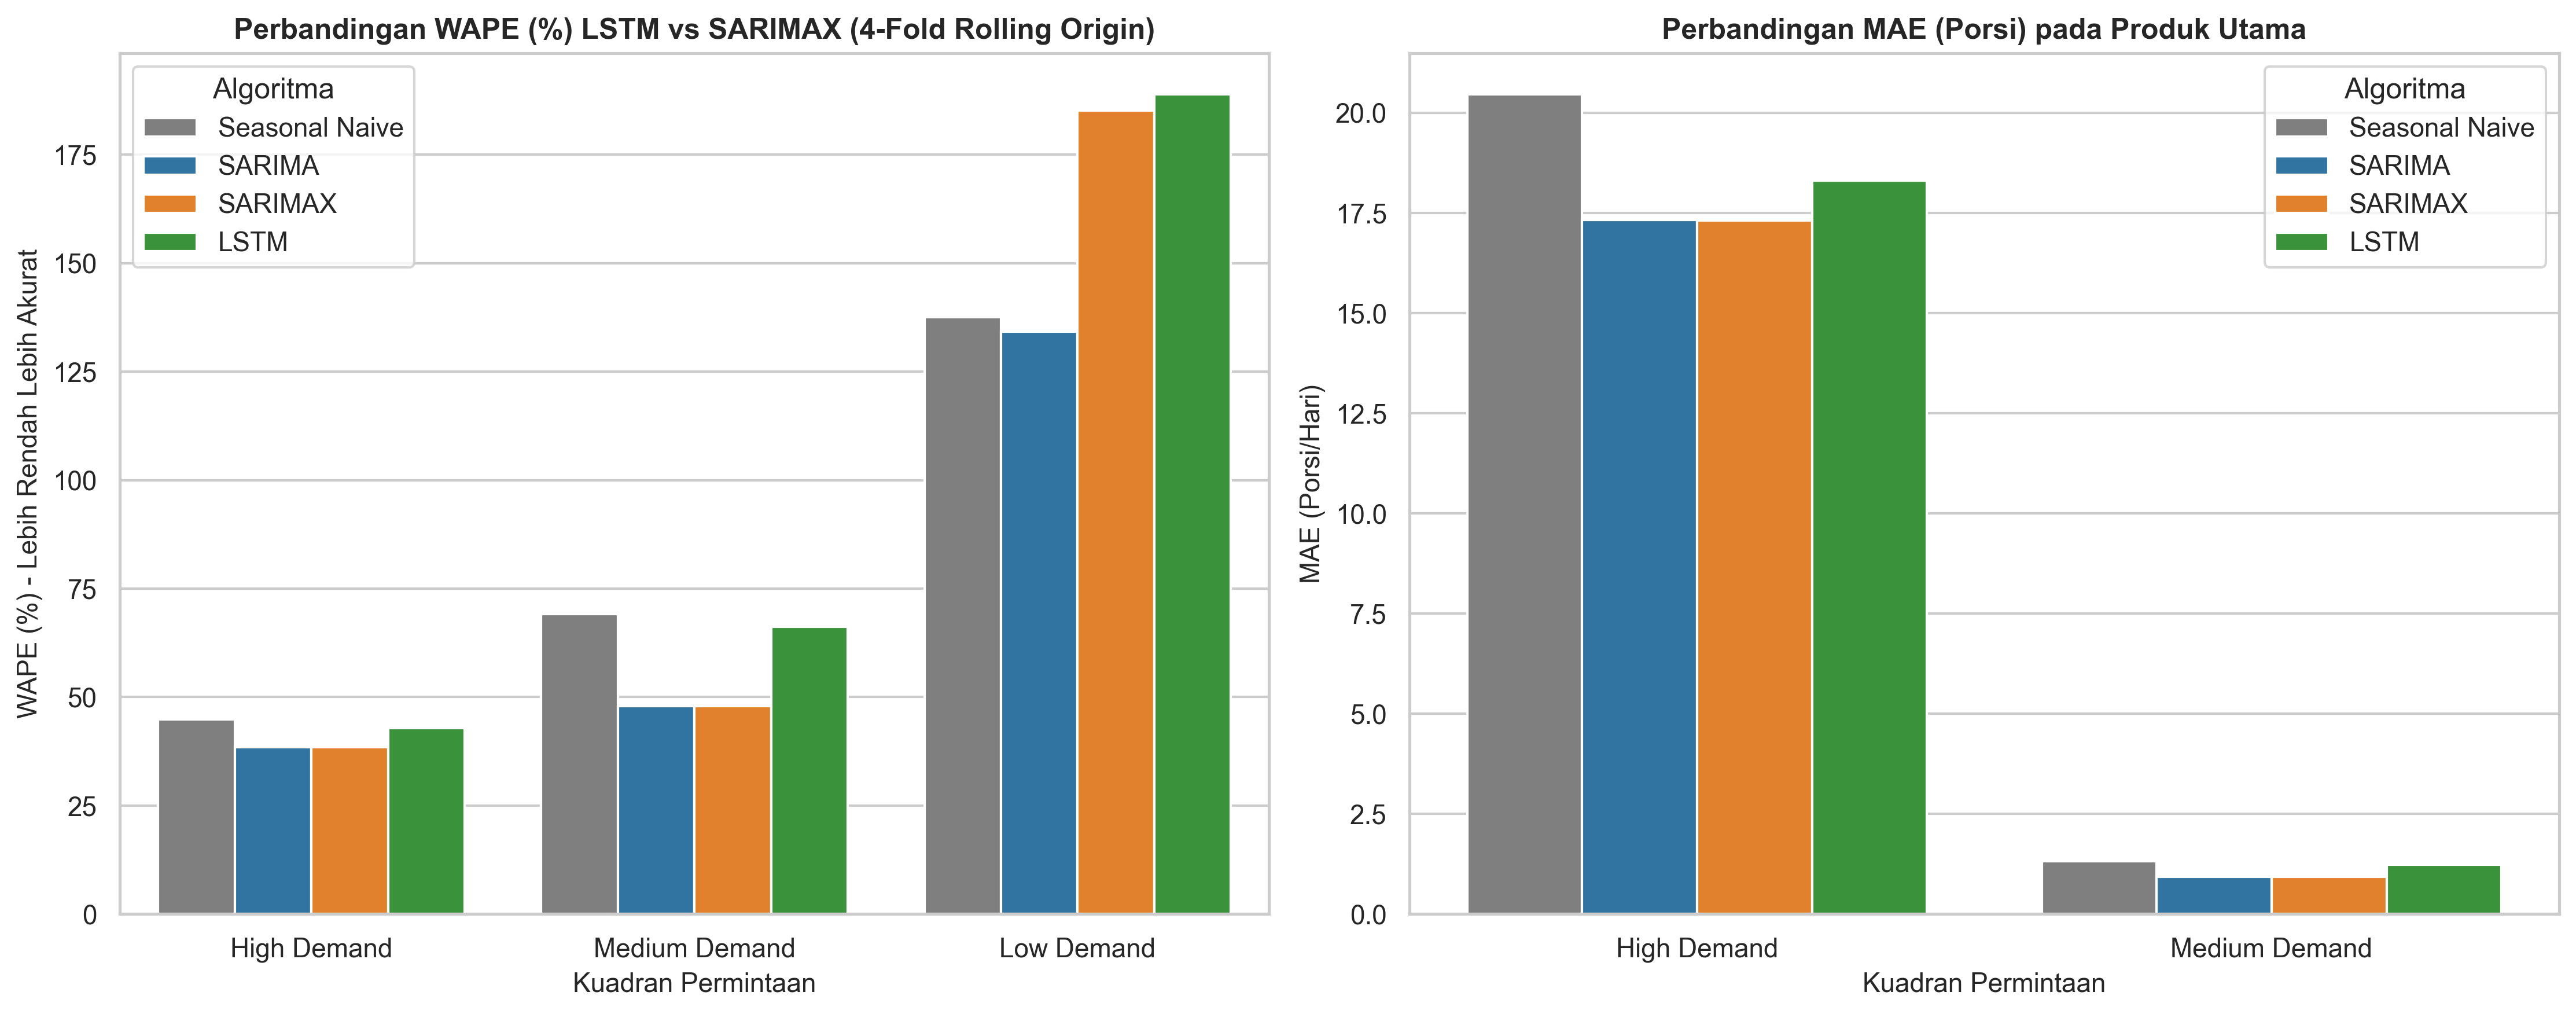 Perbandingan WAPE (%) LSTM vs SARIMAX (4-Fold Rolling Origin)
WAPE (%) - Lebih Rendah Lebih Akurat
175
150
125
100
75
50
25
0
Algoritma
Seasonal Naive
SARIMA
SARIMAX
LSTM
High Demand
Medium Demand
Low Demand
Kuadran Permintaan
Perbandingan MAE (Porsi) pada Produk Utama
MAE (Porsi/Hari)
20.0
17.5
15.0
12.5
10.0
7.5
5.0
2.5
0.0
Algoritma
Seasonal Naive
SARIMA
SARIMAX
LSTM
High Demand
Medium Demand
Kuadran Permintaan